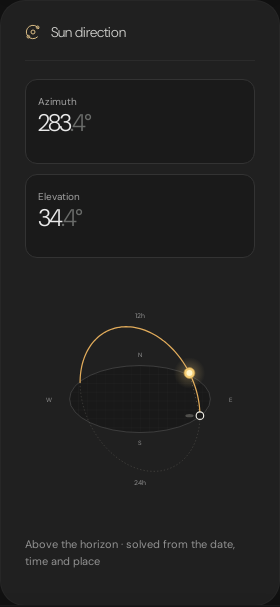 Sun direction
Azimuth
283.4°
Elevation
34.4°
12h
N
W
E
S
24h
Above the horizon · solved from the date,
time and place